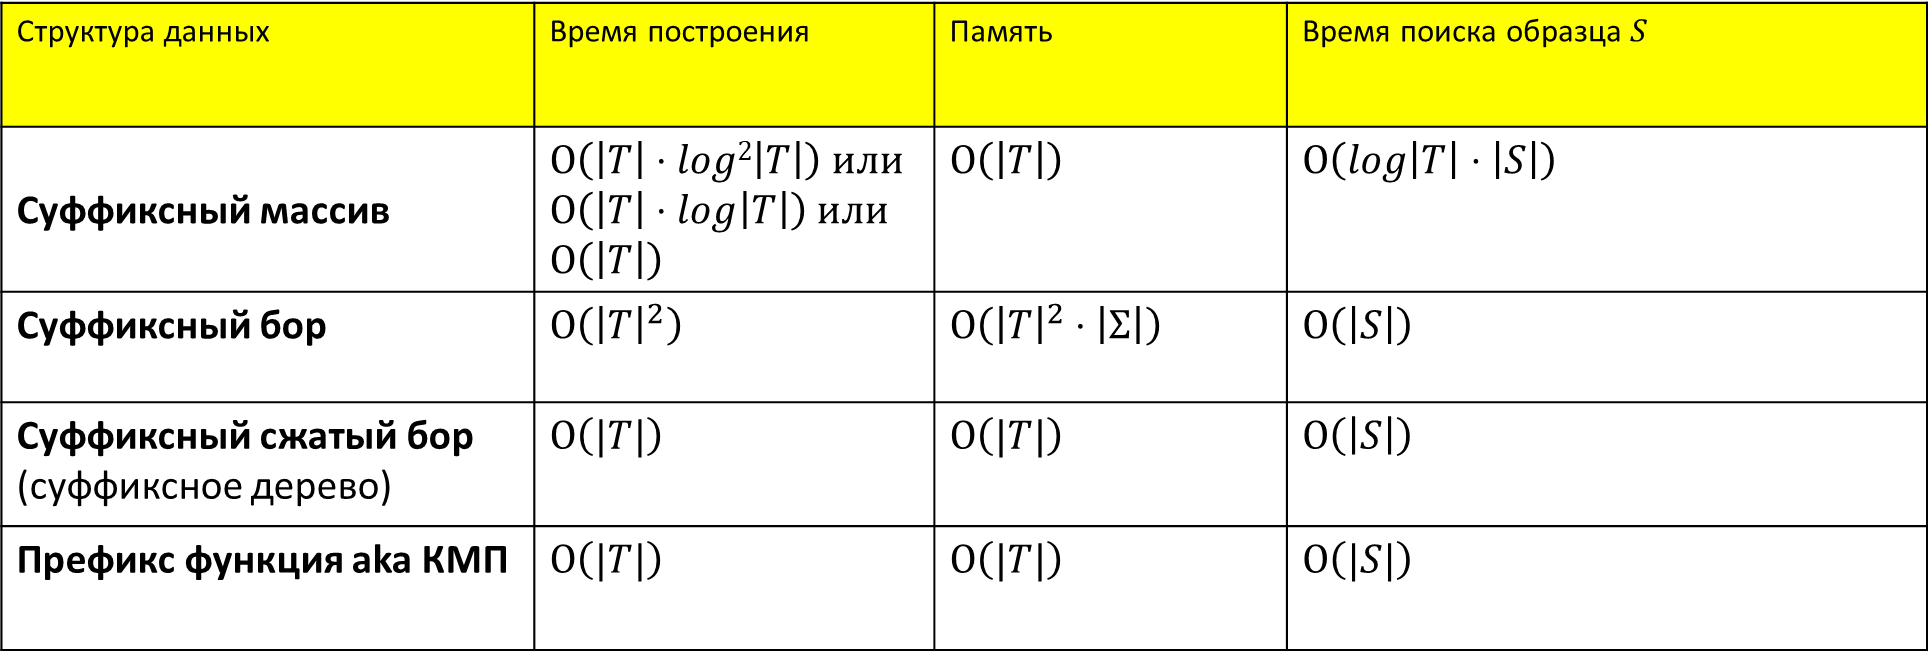 Структура данных
Время построения
Память
Время поиска образца S
Суффиксный массив
O(|T| · log²|T|) или
O(|T| · log|T|) или
O(|T|)
O(|T|)
O(log|T| · |S|)
Суффиксный бор
O(|T|²)
O(|T|² · |Σ|)
O(|S|)
Суффиксный сжатый бор
(суффиксное дерево)
O(|T|)
O(|T|)
O(|S|)
Префикс функция aka КМП
O(|T|)
O(|T|)
O(|S|)